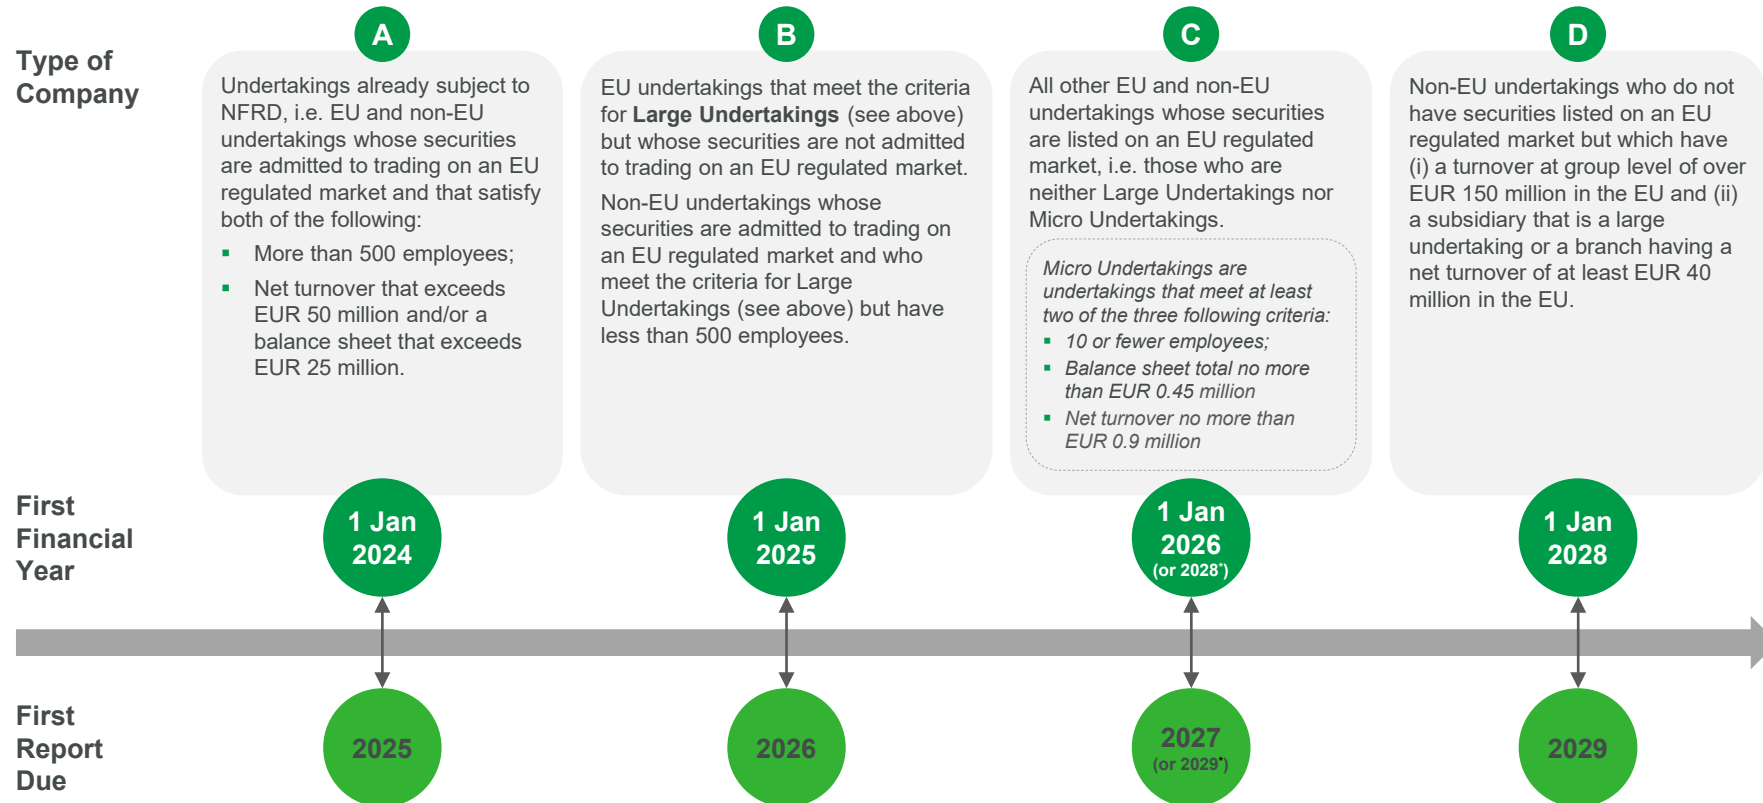 Type of
Company
A
Undertakings already subject to
NFRD, i.e. EU and non-EU
undertakings whose securities
are admitted to trading on an EU
regulated market and that satisfy
both of the following:
▪ More than 500 employees;
▪ Net turnover that exceeds
EUR 50 million and/or a
balance sheet that exceeds
EUR 25 million.
B
EU undertakings that meet the criteria
for Large Undertakings (see above)
but whose securities are not admitted
to trading on an EU regulated market.
Non-EU undertakings whose
securities are admitted to trading on
an EU regulated market and who
meet the criteria for Large
Undertakings (see above) but have
less than 500 employees.
C
All other EU and non-EU
undertakings whose securities
are listed on an EU regulated
market, i.e. those who are
neither Large Undertakings nor
Micro Undertakings.
Micro Undertakings are
undertakings that meet at least
two of the three following criteria:
▪ 10 or fewer employees;
▪ Balance sheet total no more
than EUR 0.45 million
▪ Net turnover no more than
EUR 0.9 million
D
Non-EU undertakings who do not
have securities listed on an EU
regulated market but which have
(i) a turnover at group level of over
EUR 150 million in the EU and (ii)
a subsidiary that is a large
undertaking or a branch having a
net turnover of at least EUR 40
million in the EU.
First
Financial
Year
1 Jan
2024
1 Jan
2025
1 Jan
2026
(or 2028*)
1 Jan
2028
First
Report
Due
2025
2026
2027
(or 2029*)
2029